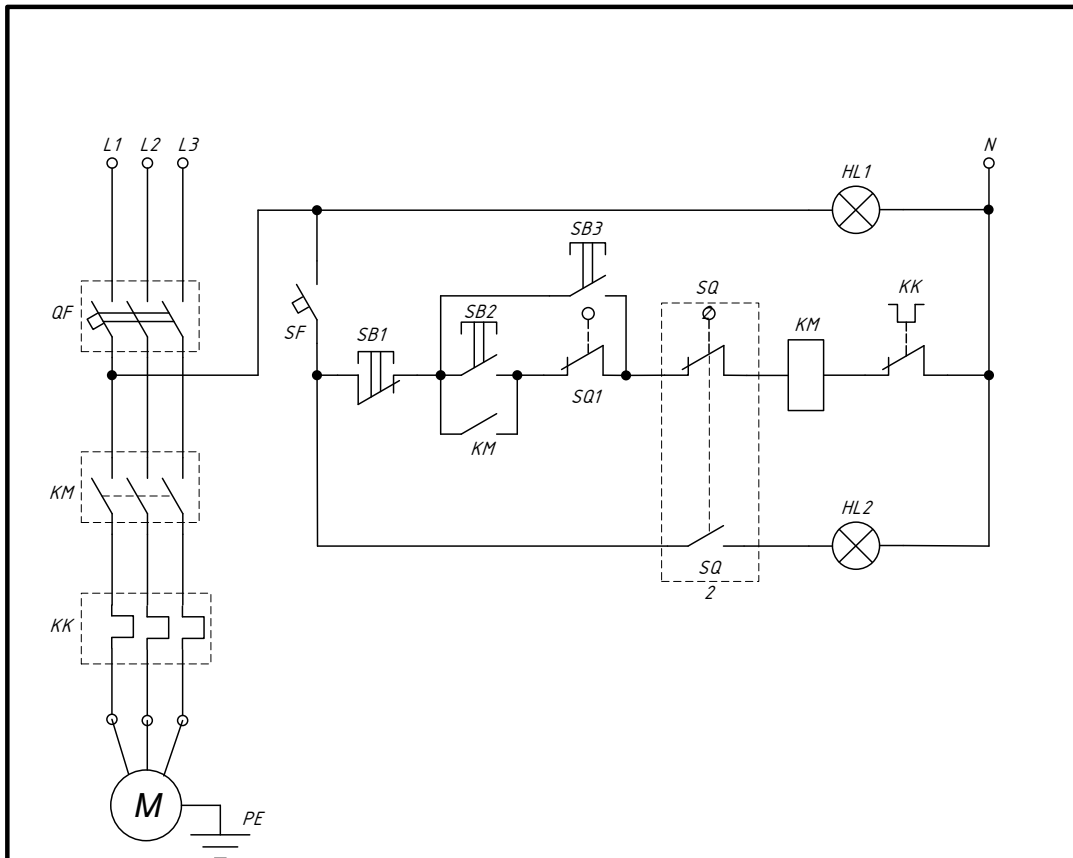 L1 L2 L3 N
HL1
SB3
QF SF SB1 SB2 SQ KM KK
SQ1
KM
KM
HL2
SQ
2
KK
M
PE